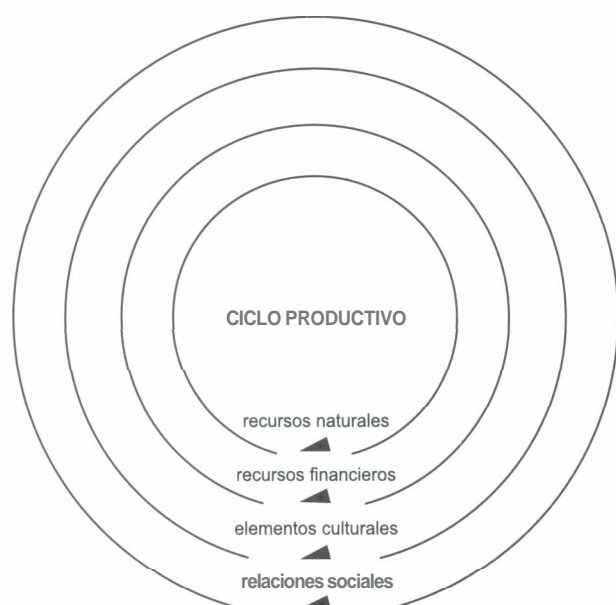 CICLO PRODUCTIVO
recursos naturales
recursos financieros
elementos culturales
relaciones sociales